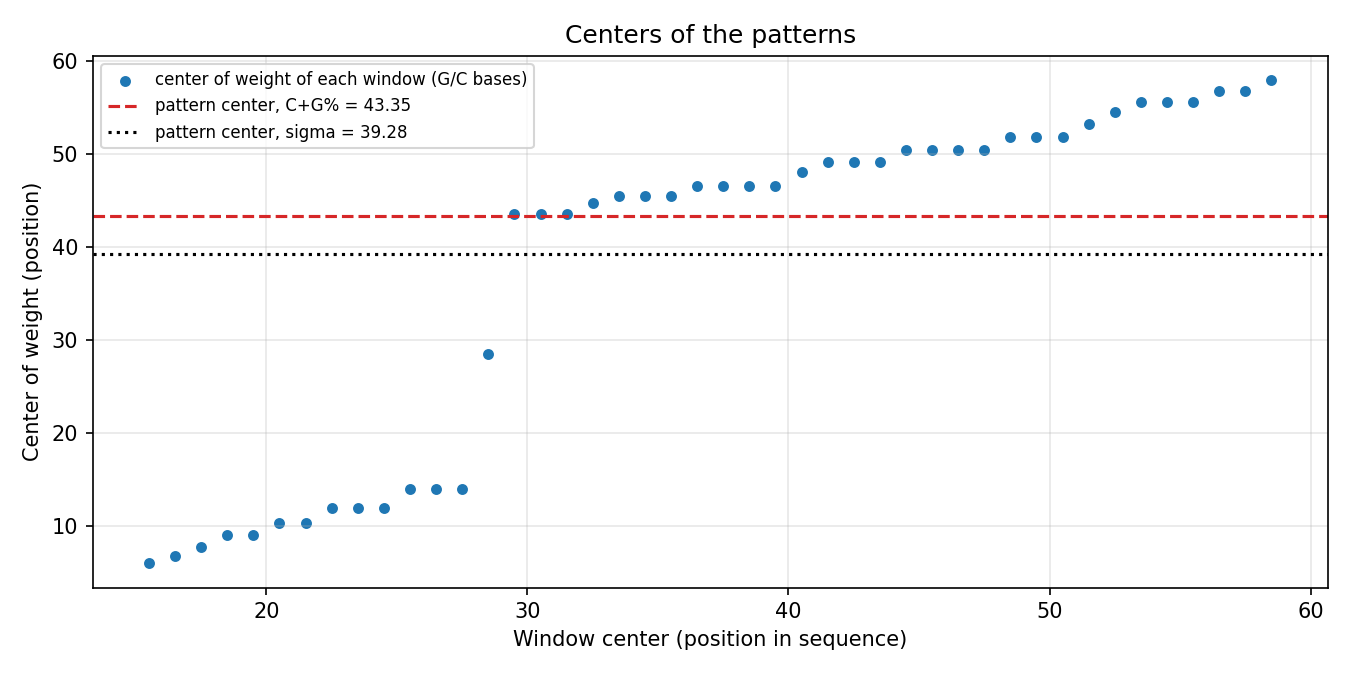 Centers of the patterns
center of weight of each window (G/C bases)
pattern center, C+G% = 43.35
pattern center, sigma = 39.28
60
50
40
30
20
10
Center of weight (position)
20 30 40 50 60
Window center (position in sequence)